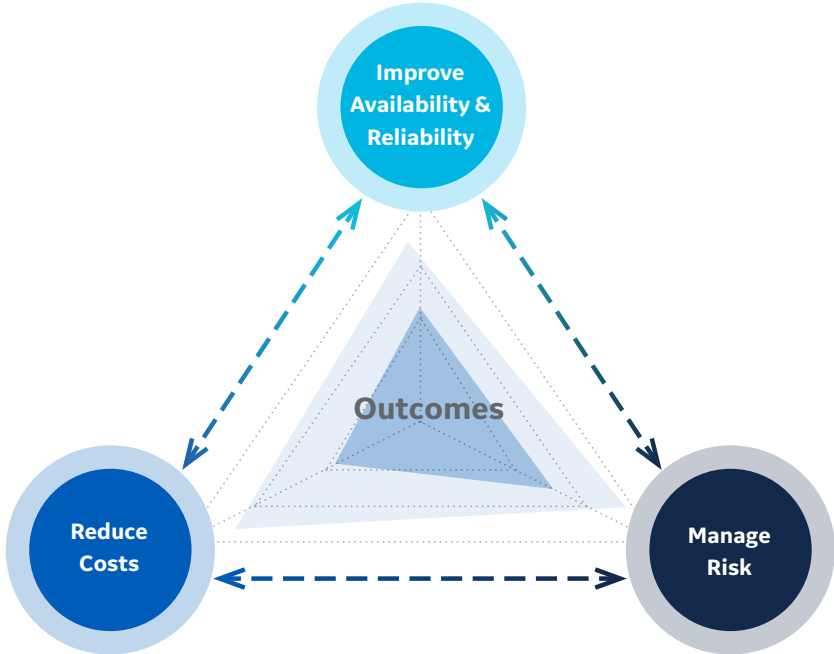 Improve
Availability &
Reliability
Outcomes
Reduce
Costs
Manage
Risk